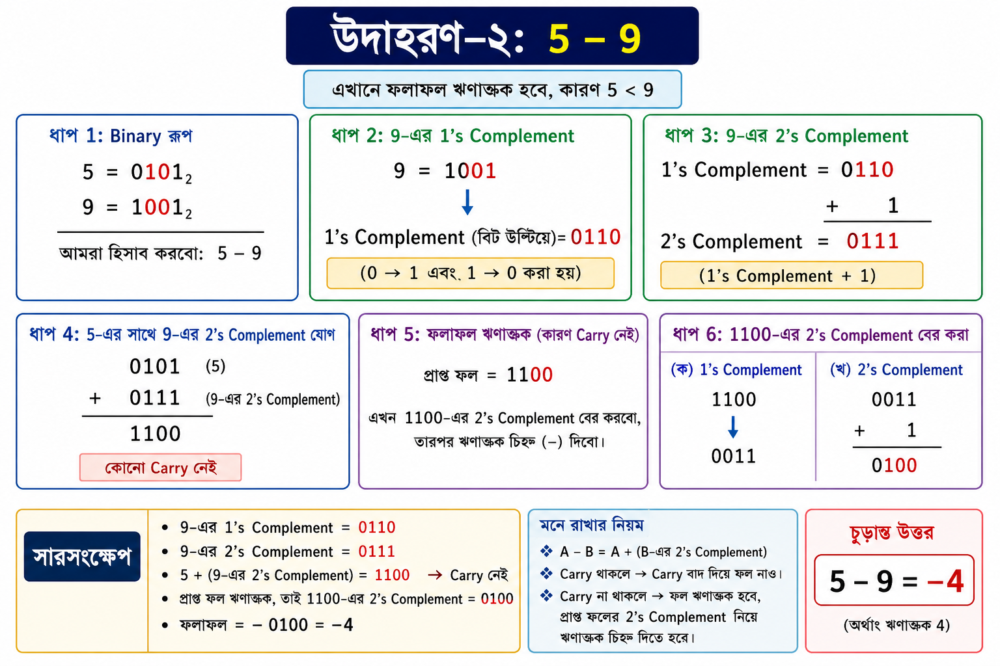 উদাহরণ–২: 5 – 9
এখানে ফলাফল ঋণাত্মক হবে, কারণ 5 < 9
ধাপ 1: Binary রূপ
5 = 0101₂
9 = 1001₂
আমরা হিসাব করবো: 5 – 9
ধাপ 2: 9–এর 1's Complement
9 = 1001
↓
1's Complement (বিট উল্টিয়ে)= 0110
(0 → 1 এবং 1 → 0 করা হয়)
ধাপ 3: 9–এর 2's Complement
1's Complement = 0110
+ 1
2's Complement = 0111
(1's Complement + 1)
ধাপ 4: 5–এর সাথে 9–এর 2's Complement যোগ
0101 (5)
+ 0111 (9–এর 2's Complement)
1100
কোনো Carry নেই
ধাপ 5: ফলাফল ঋণাত্মক (কারণ Carry নেই)
প্রাপ্ত ফল = 1100
এখন 1100–এর 2's Complement বের করবো,
তারপর ঋণাত্মক চিহ্ন (–) দিবো।
ধাপ 6: 1100–এর 2's Complement বের করা
(ক) 1's Complement
1100
↓
0011
(খ) 2's Complement
0011
+ 1
0100
সারসংক্ষেপ
• 9–এর 1's Complement = 0110
• 9–এর 2's Complement = 0111
• 5 + (9–এর 2's Complement) = 1100 → Carry নেই
• প্রাপ্ত ফল ঋণাত্মক, তাই 1100–এর 2's Complement = 0100
• ফলাফল = – 0100 = –4
মনে রাখার নিয়ম
❖ A – B = A + (B–এর 2's Complement)
❖ Carry থাকলে → Carry বাদ দিয়ে ফল নাও।
❖ Carry না থাকলে → ফল ঋণাত্মক হবে,
প্রাপ্ত ফলের 2's Complement নিয়ে
ঋণাত্মক চিহ্ন দিতে হবে।
চূড়ান্ত উত্তর
5 – 9 = –4
(অর্থাৎ ঋণাত্মক 4)